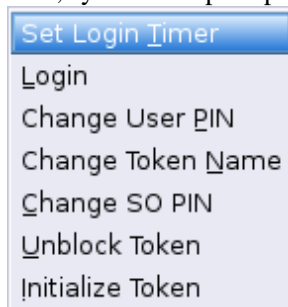 Set Login Timer
Login
Change User PIN
Change Token Name
Change SO PIN
Unblock Token
Initialize Token